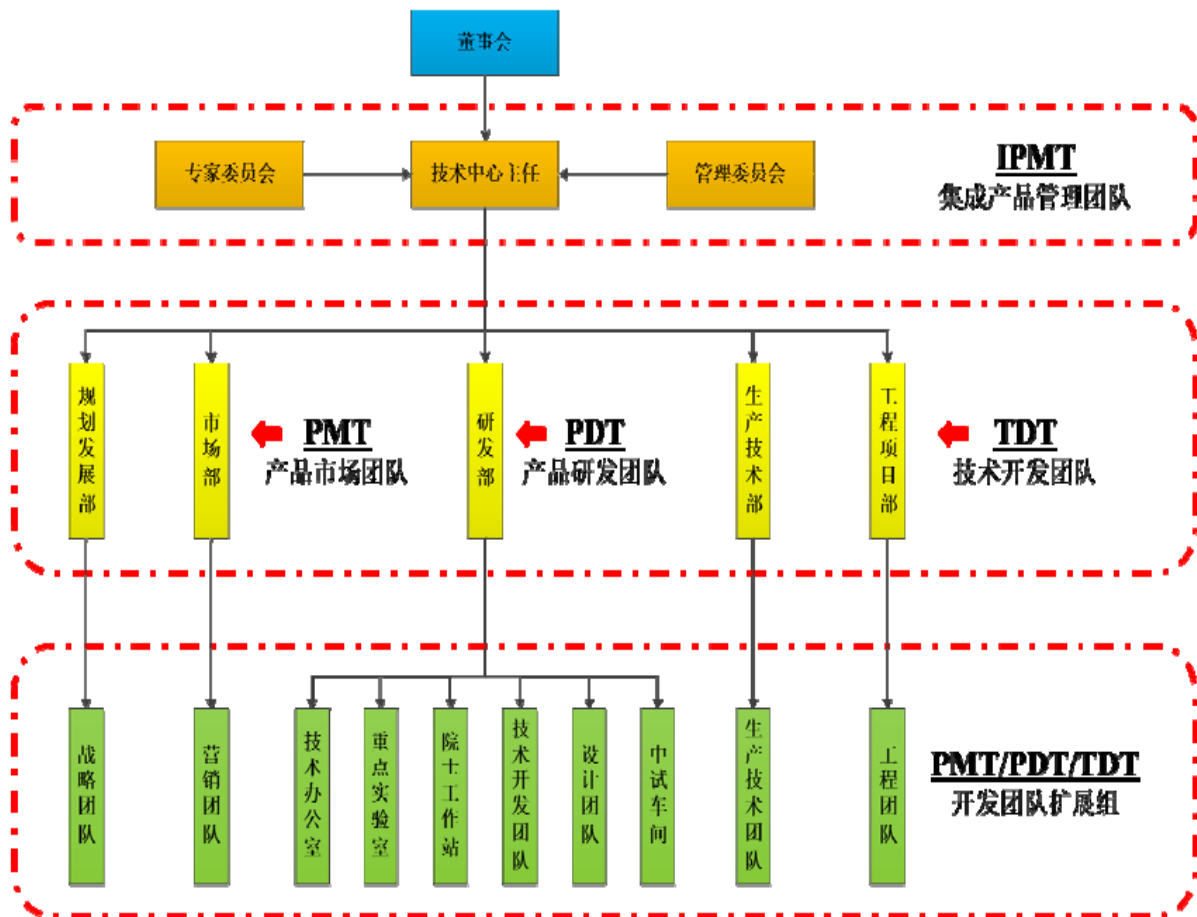 董事会
专家委员会
技术中心主任
管理委员会
IPMT
集成产品管理团队
规划发展部
市场部
PMT
产品市场团队
研发部
PDT
产品研发团队
生产技术部
工程项目部
TDT
技术开发团队
战略团队
营销团队
技术办公室
重点实验室
院士工作站
技术开发团队
设计团队
中试车间
生产技术团队
工程团队
PMT/PDT/TDT
开发团队扩展组